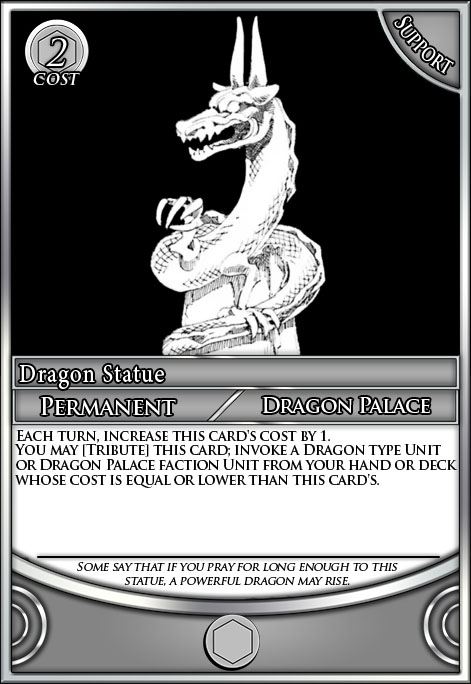 2
COST
SUPPORT
Dragon Statue
PERMANENT / DRAGON PALACE
EACH TURN, INCREASE THIS CARD'S COST BY 1.
YOU MAY [TRIBUTE] THIS CARD; INVOKE A DRAGON TYPE UNIT
OR DRAGON PALACE FACTION UNIT FROM YOUR HAND OR DECK
WHOSE COST IS EQUAL OR LOWER THAN THIS CARD'S.
SOME SAY THAT IF YOU PRAY FOR LONG ENOUGH TO THIS
STATUE, A POWERFUL DRAGON MAY RISE.